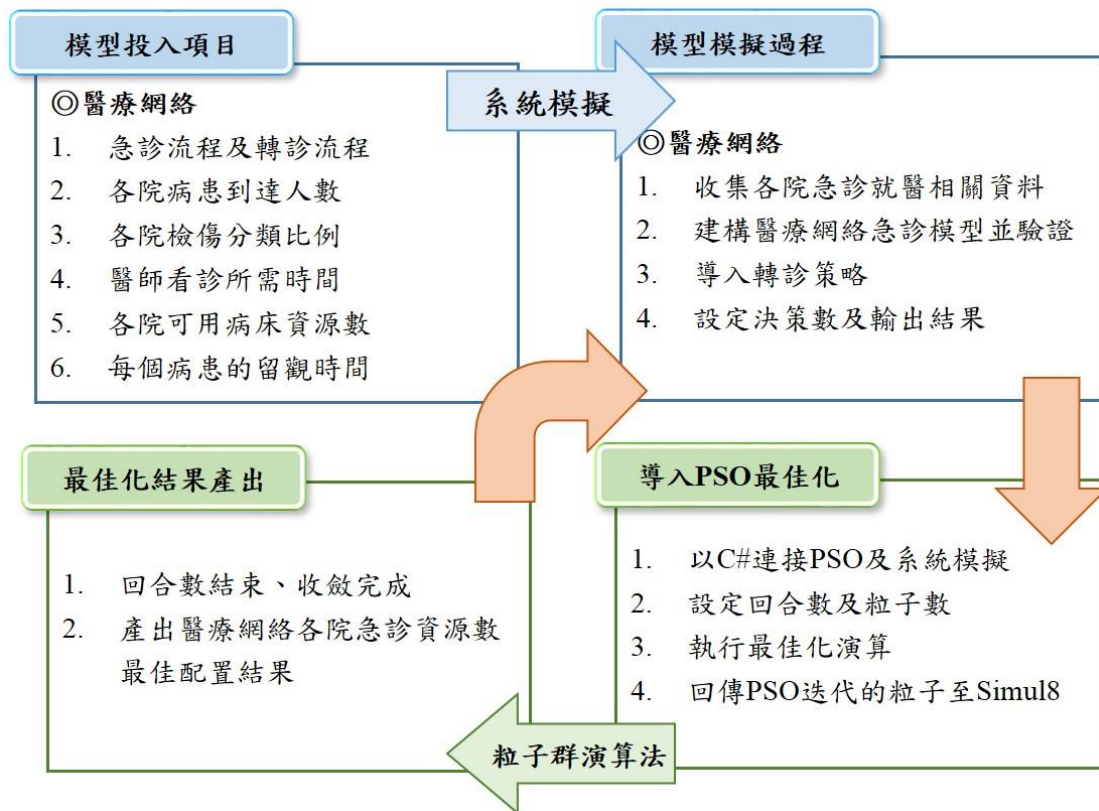 模型投入項目
◎醫療網絡
1. 急診流程及轉診流程
2. 各院病患到達人數
3. 各院檢傷分類比例
4. 醫師看診所需時間
5. 各院可用病床資源數
6. 每個病患的留觀時間
系統模擬
模型模擬過程
◎醫療網絡
1. 收集各院急診就醫相關資料
2. 建構醫療網絡急診模型並驗證
3. 導入轉診策略
4. 設定決策數及輸出結果
導入PSO最佳化
1. 以C#連接PSO及系統模擬
2. 設定回合數及粒子數
3. 執行最佳化演算
4. 回傳PSO迭代的粒子至Simul8
粒子群演算法
最佳化結果產出
1. 回合數結束、收斂完成
2. 產出醫療網絡各院急診資源數
最佳配置結果